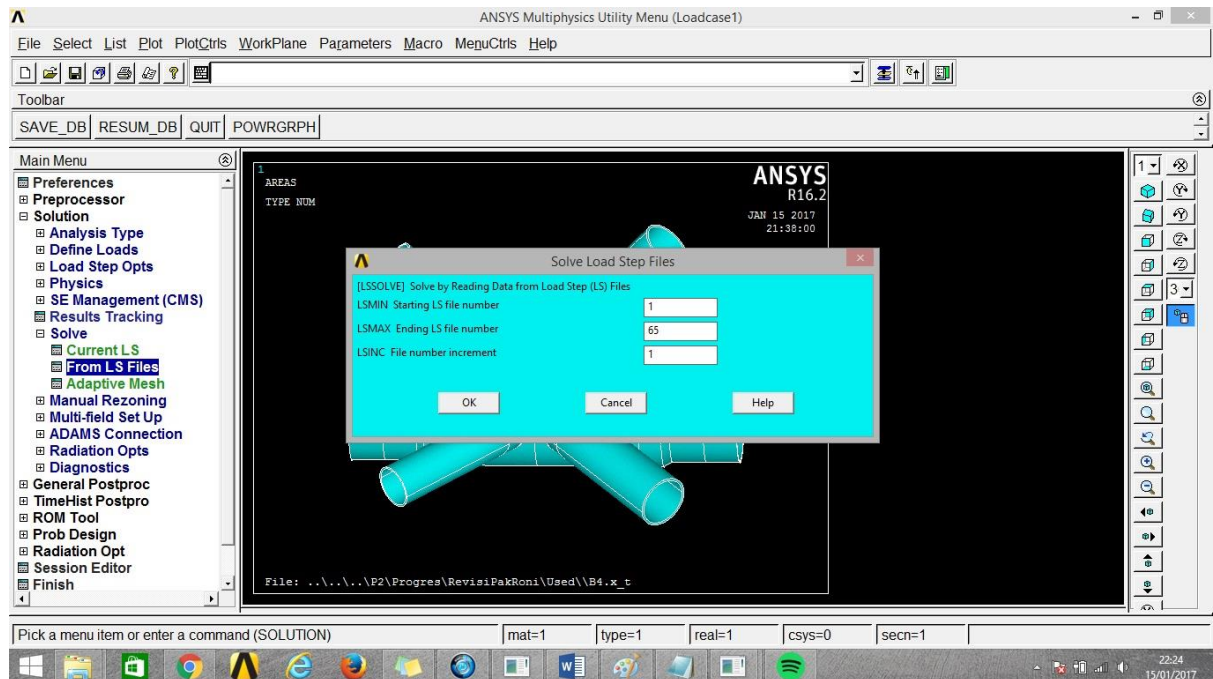 ANSYS Multiphysics Utility Menu (Loadcase1)
File Select List Plot PlotCtrls WorkPlane Parameters Macro MenuCtrls Help
Toolbar
SAVE_DB RESUM_DB QUIT POWRGRPH
Main Menu
Preferences
Preprocessor
Solution
Analysis Type
Define Loads
Load Step Opts
Physics
SE Management (CMS)
Results Tracking
Solve
Current LS
From LS Files
Adaptive Mesh
Manual Rezoning
Multi-field Set Up
ADAMS Connection
Radiation Opts
Diagnostics
General Postproc
TimeHist Postpro
ROM Tool
Prob Design
Radiation Opt
Session Editor
Finish
1
AREAS
TYPE NUM
ANSYS
R16.2
JAN 15 2017
21:38:00
Solve Load Step Files
[LSSOLVE] Solve by Reading Data from Load Step (LS) Files
LSMIN Starting LS file number 1
LSMAX Ending LS file number 65
LSINC File number increment 1
OK Cancel Help
File: ..\..\..\P2\Progres\RevisiPakRoni\Used\\B4.x_t
1
3
Pick a menu item or enter a command (SOLUTION) mat=1 type=1 real=1 csys=0 secn=1
22:24
15/01/2017